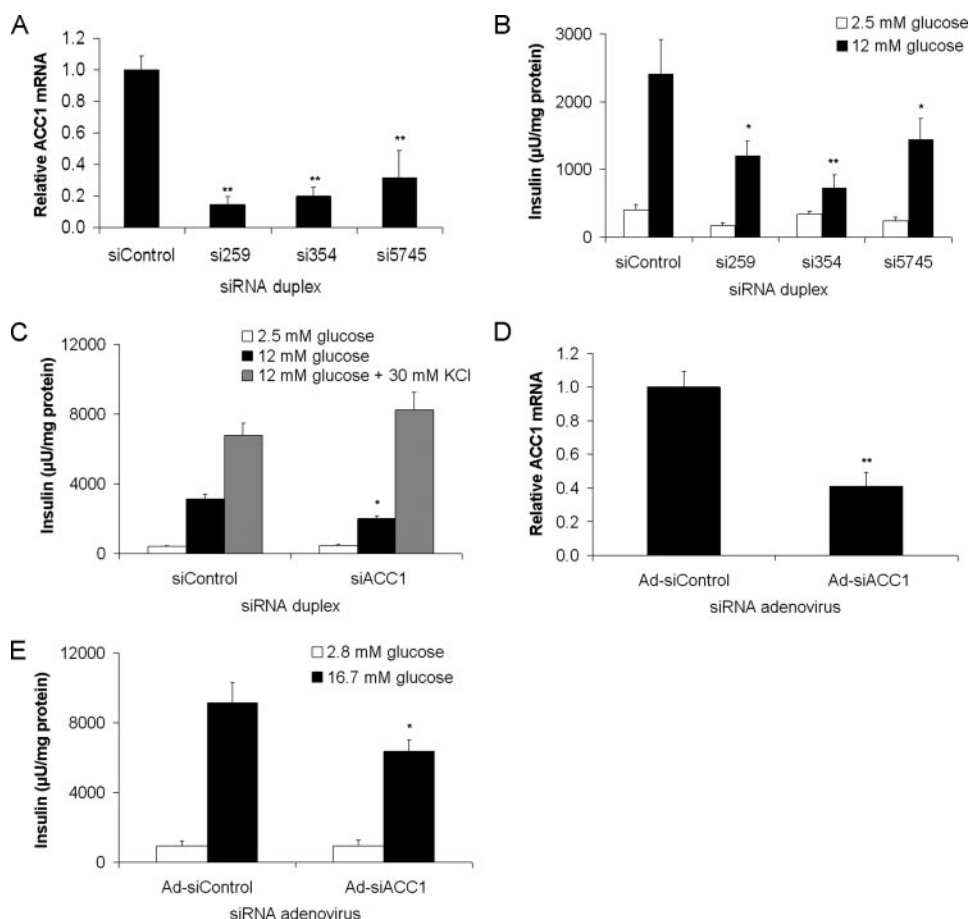 A
Relative ACC1 mRNA
1.2
1.0
0.8
0.6
0.4
0.2
0.0
**
**
**
siControl si259 si354 si5745
siRNA duplex
B
2.5 mM glucose
12 mM glucose
Insulin (µU/mg protein)
3000
2000
1000
0
*
**
*
siControl si259 si354 si5745
siRNA duplex
C
2.5 mM glucose
12 mM glucose
12 mM glucose + 30 mM KCl
Insulin (µU/mg protein)
12000
8000
4000
0
*
siControl siACC1
siRNA duplex
D
Relative ACC1 mRNA
1.2
1.0
0.8
0.6
0.4
0.2
0.0
**
Ad-siControl Ad-siACC1
siRNA adenovirus
E
2.8 mM glucose
16.7 mM glucose
Insulin (µU/mg protein)
12000
8000
4000
0
*
Ad-siControl Ad-siACC1
siRNA adenovirus